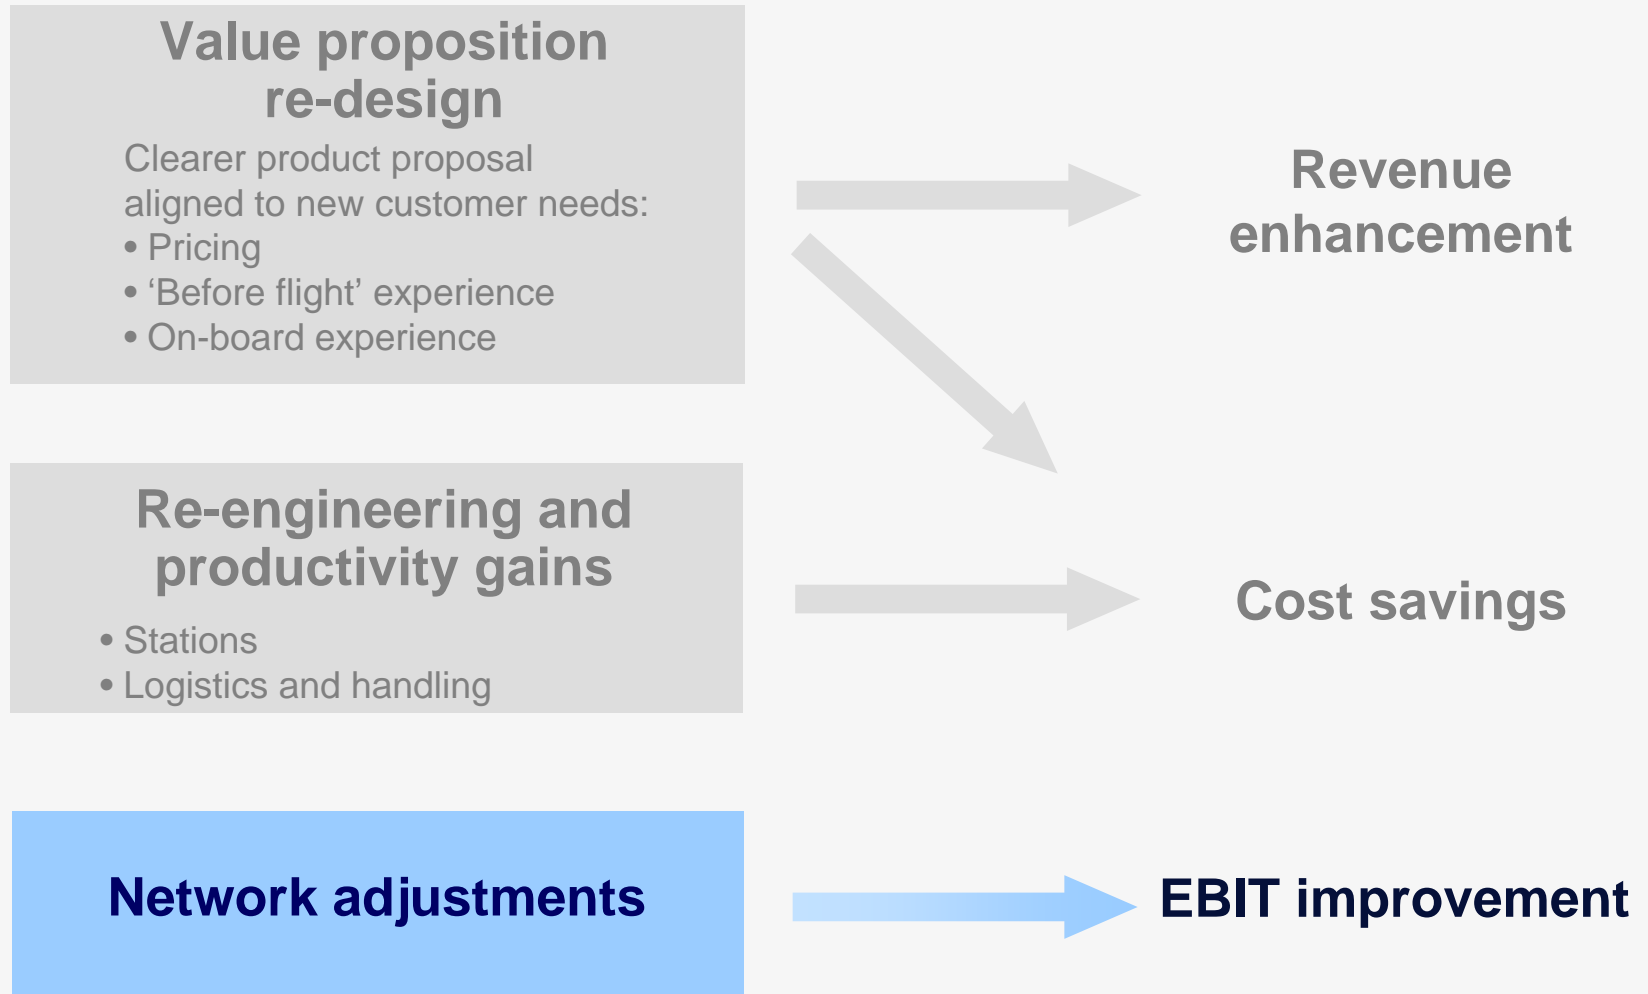 Value proposition
re-design
Clearer product proposal
aligned to new customer needs:
• Pricing
• ‘Before flight’ experience
• On-board experience
Revenue
enhancement
Re-engineering and
productivity gains
• Stations
• Logistics and handling
Cost savings
Network adjustments
EBIT improvement